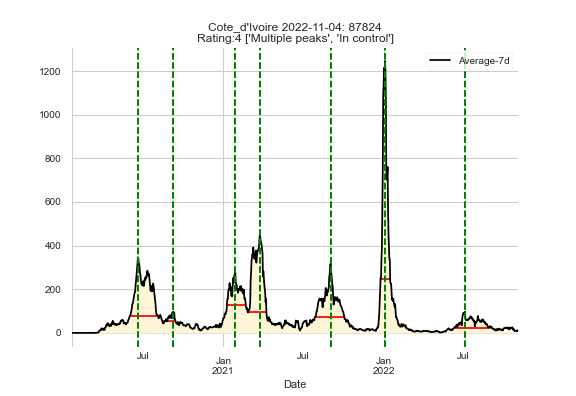 Cote_d'Ivoire 2022-11-04: 87824
Rating:4 ['Multiple peaks', 'In control']
Average-7d
1200
1000
800
600
400
200
0
Jul
Jan
2021
Jul
Jan
2022
Jul
Date